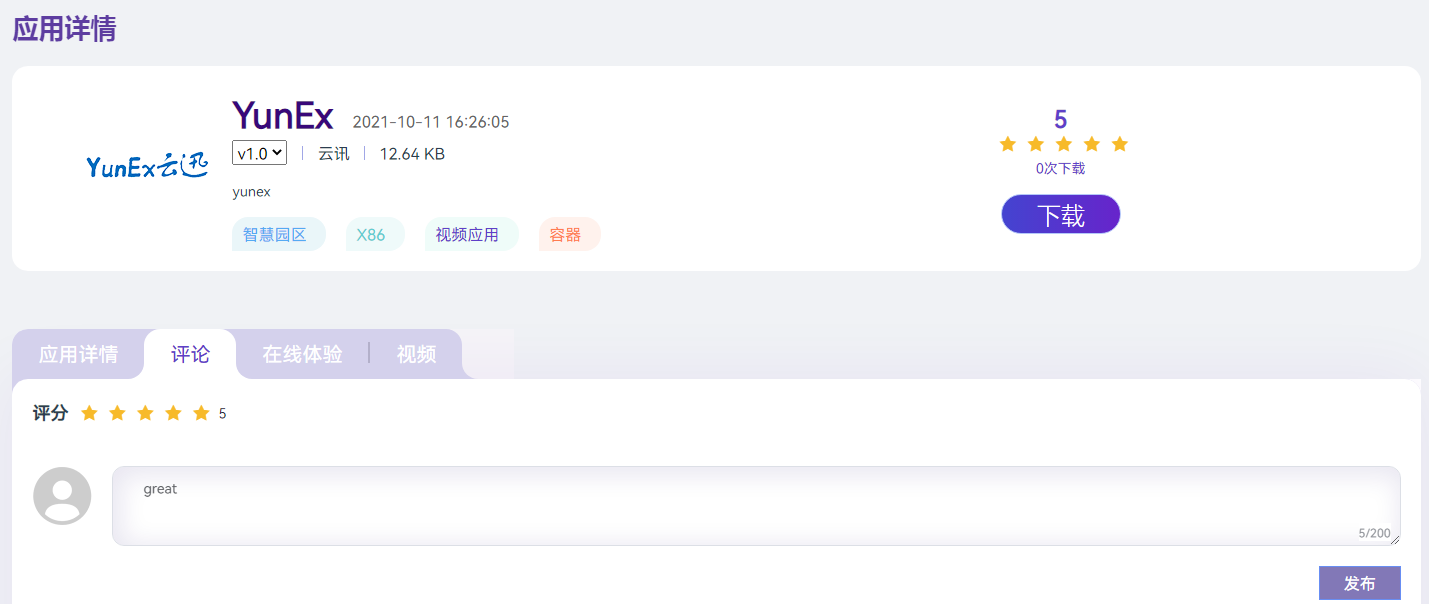 应用详情
YunEx云迅
YunEx 2021-10-11 16:26:05
v1.0 云讯 12.64 KB
yunex
智慧园区 X86 视频应用 容器
5
0次下载
下载
应用详情 评论 在线体验 视频
评分 5
great
5/200
发布